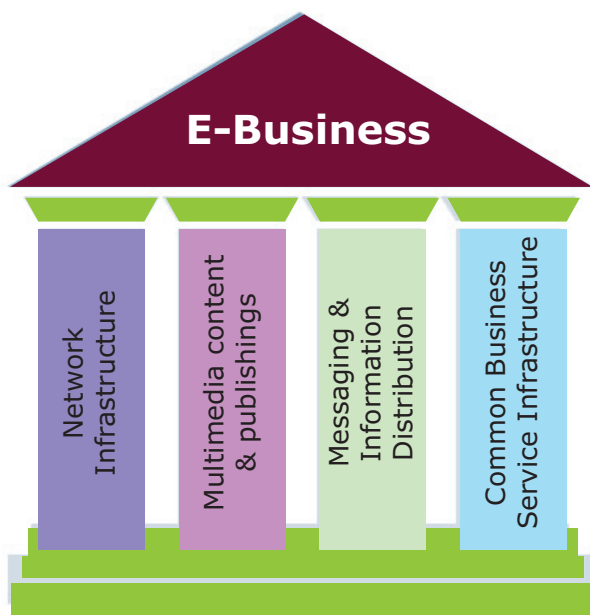 E-Business
Network
Infrastructure
Multimedia content
& publishings
Messaging &
Information
Distribution
Common Business
Service Infrastructure